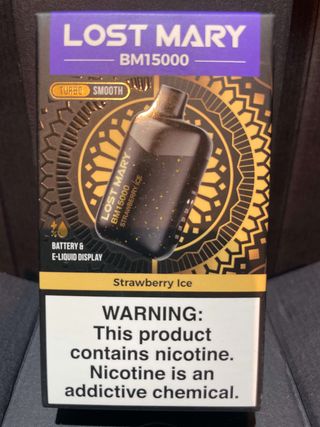 LOST MARY
BM15000
TURBO SMOOTH
LOST MARY
BM15000
STRAWBERRY ICE
BATTERY &
E-LIQUID DISPLAY
Strawberry Ice
WARNING:
This product
contains nicotine.
Nicotine is an
addictive chemical.